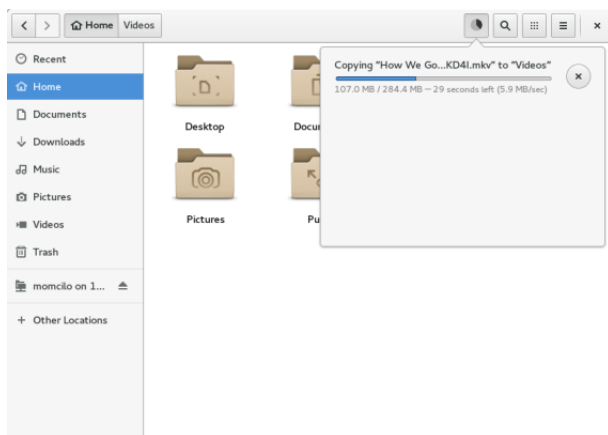 Home Videos
Recent
Home
Documents
Downloads
Music
Pictures
Videos
Trash
momcilo on 1...
+ Other Locations
Desktop
Docu
Pictures
Pu
Copying "How We Go...KD4I.mkv" to "Videos"
107.0 MB / 284.4 MB — 29 seconds left (5.9 MB/sec)